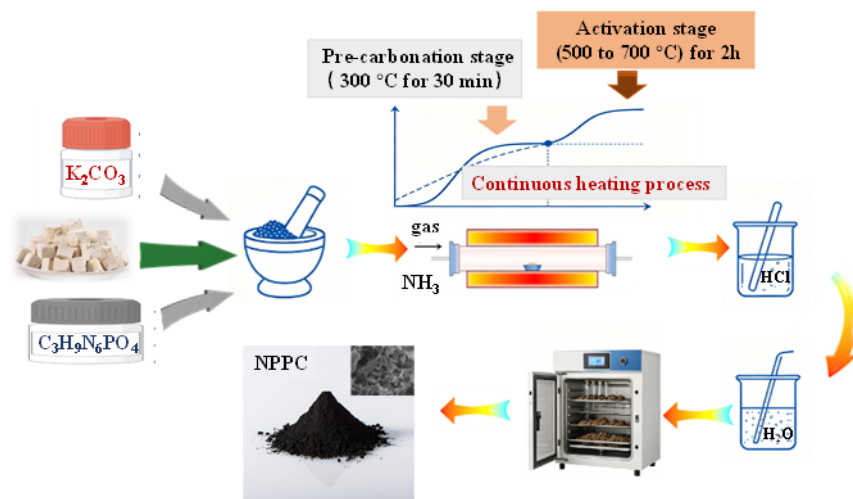 Activation stage
(500 to 700 °C) for 2h
Pre-carbonation stage
( 300 °C for 30 min)
K₂CO₃
Continuous heating process
gas
NH₃
HCl
C₃H₉N₆PO₄
NPPC
H₂O